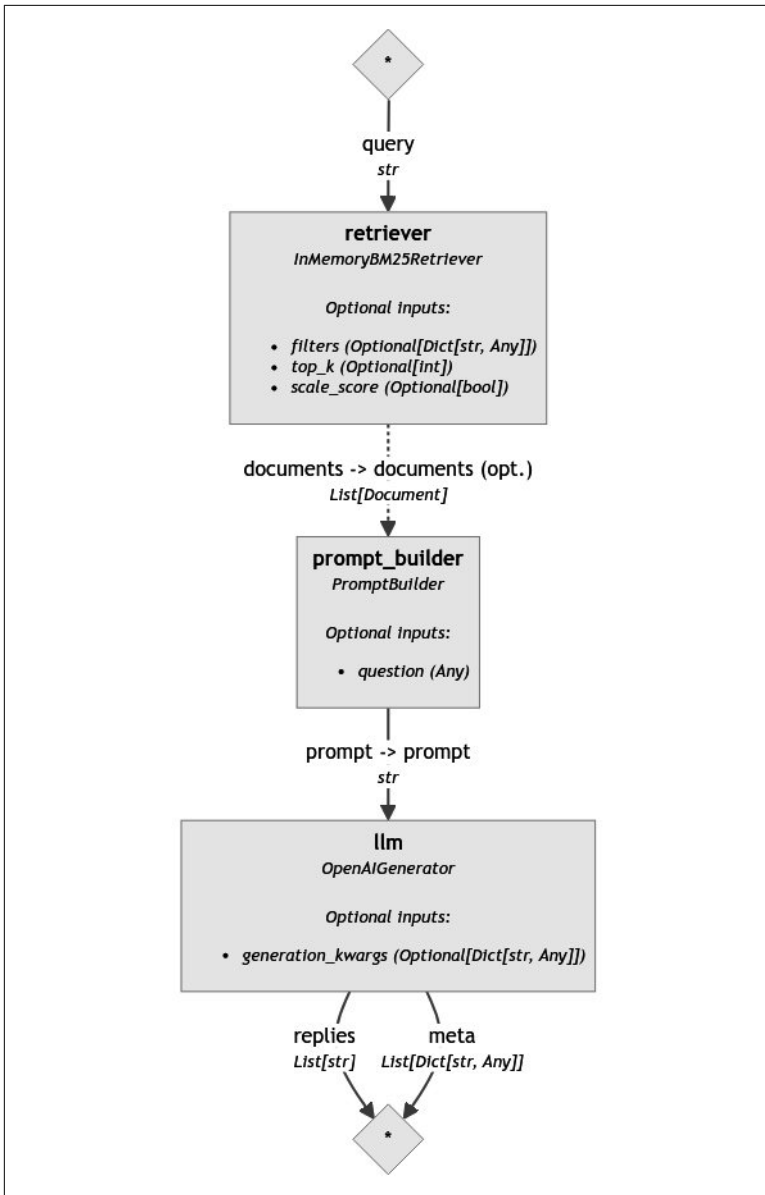 *
query
str
retriever
InMemoryBM25Retriever
Optional inputs:
• filters (Optional[Dict[str, Any]])
• top_k (Optional[int])
• scale_score (Optional[bool])
documents -> documents (opt.)
List[Document]
prompt_builder
PromptBuilder
Optional inputs:
• question (Any)
prompt -> prompt
str
llm
OpenAIGenerator
Optional inputs:
• generation_kwargs (Optional[Dict[str, Any]])
replies
List[str]
meta
List[Dict[str, Any]]
*